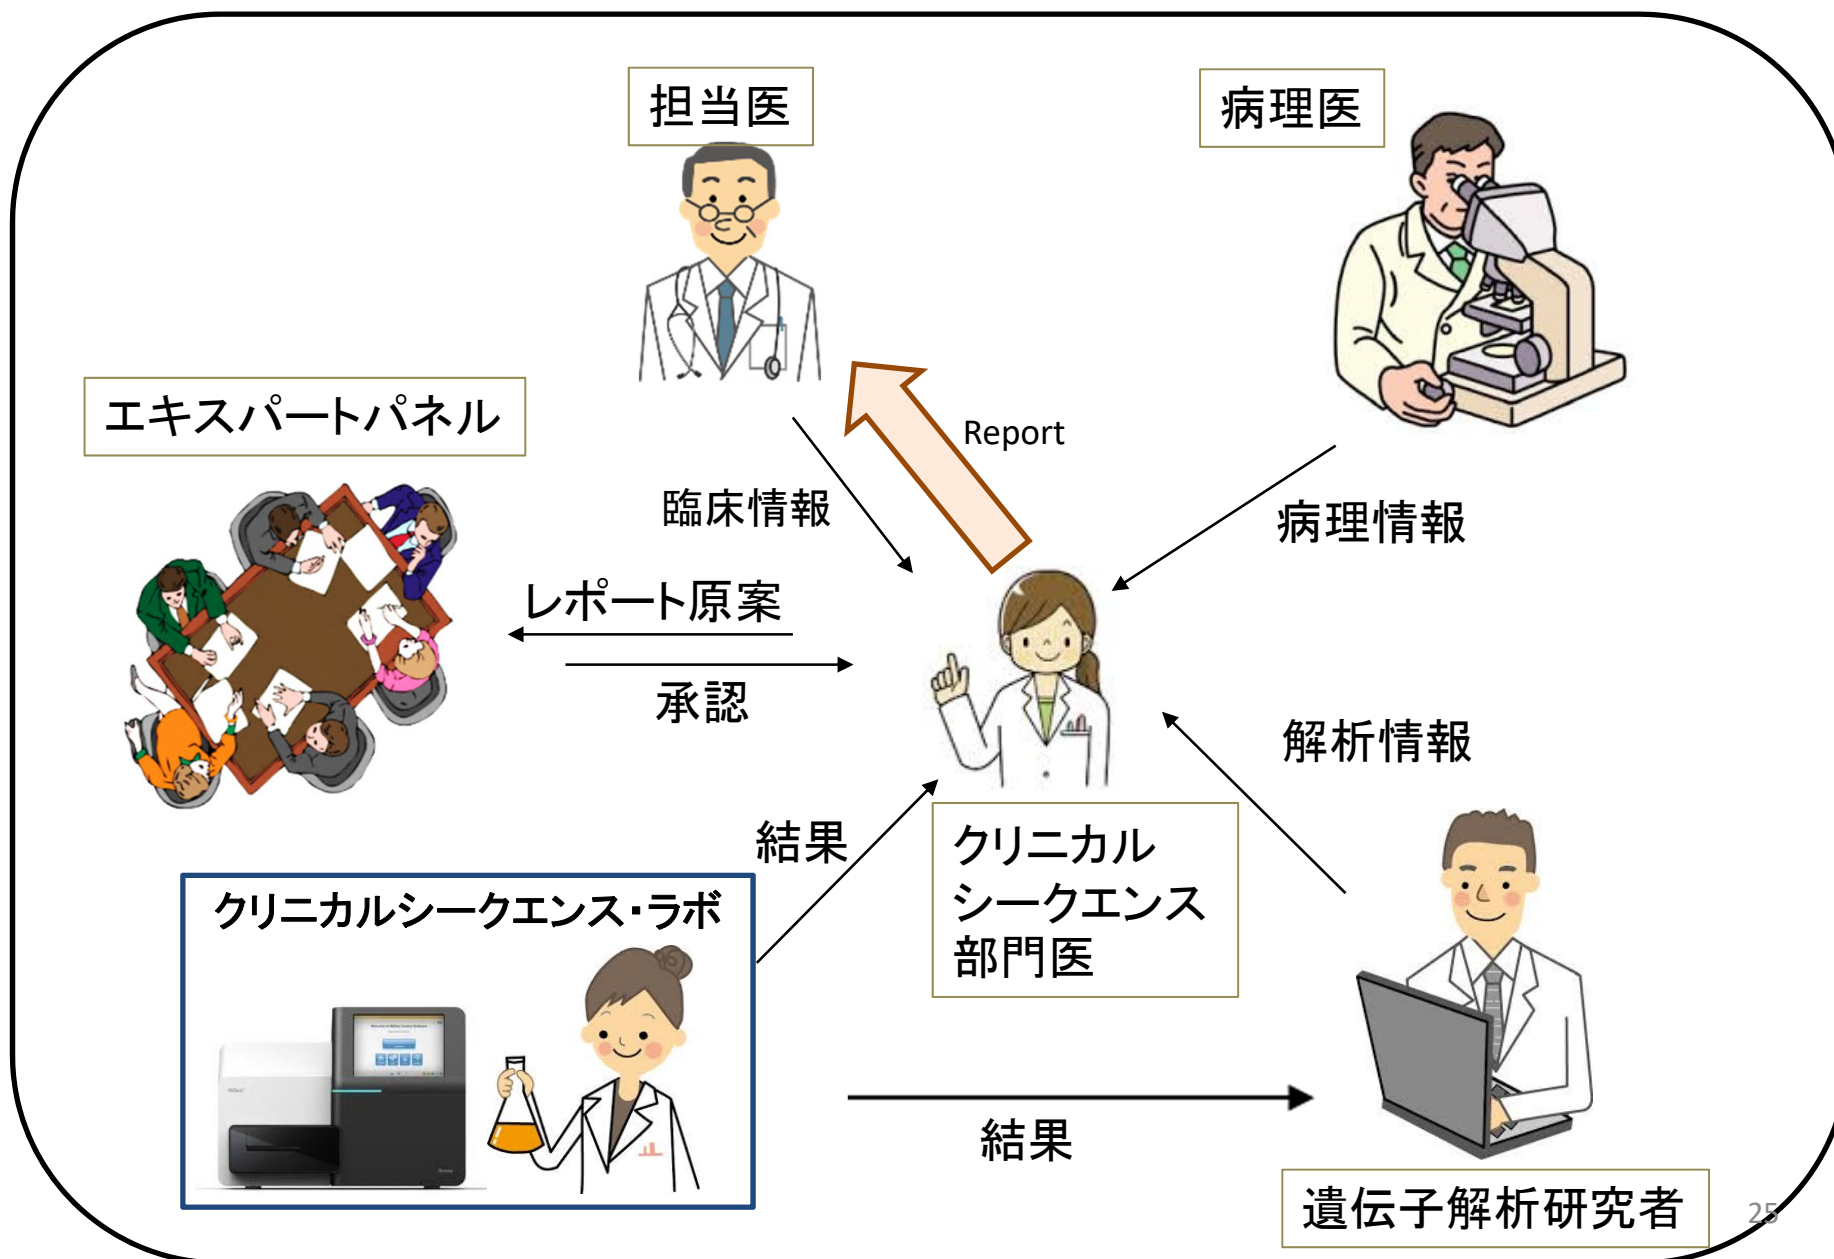 担当医
病理医
エキスパートパネル
Report
臨床情報
病理情報
レポート原案
承認
解析情報
結果
クリニカル
シークエンス
部門医
クリニカルシークエンス・ラボ
結果
遺伝子解析研究者
25